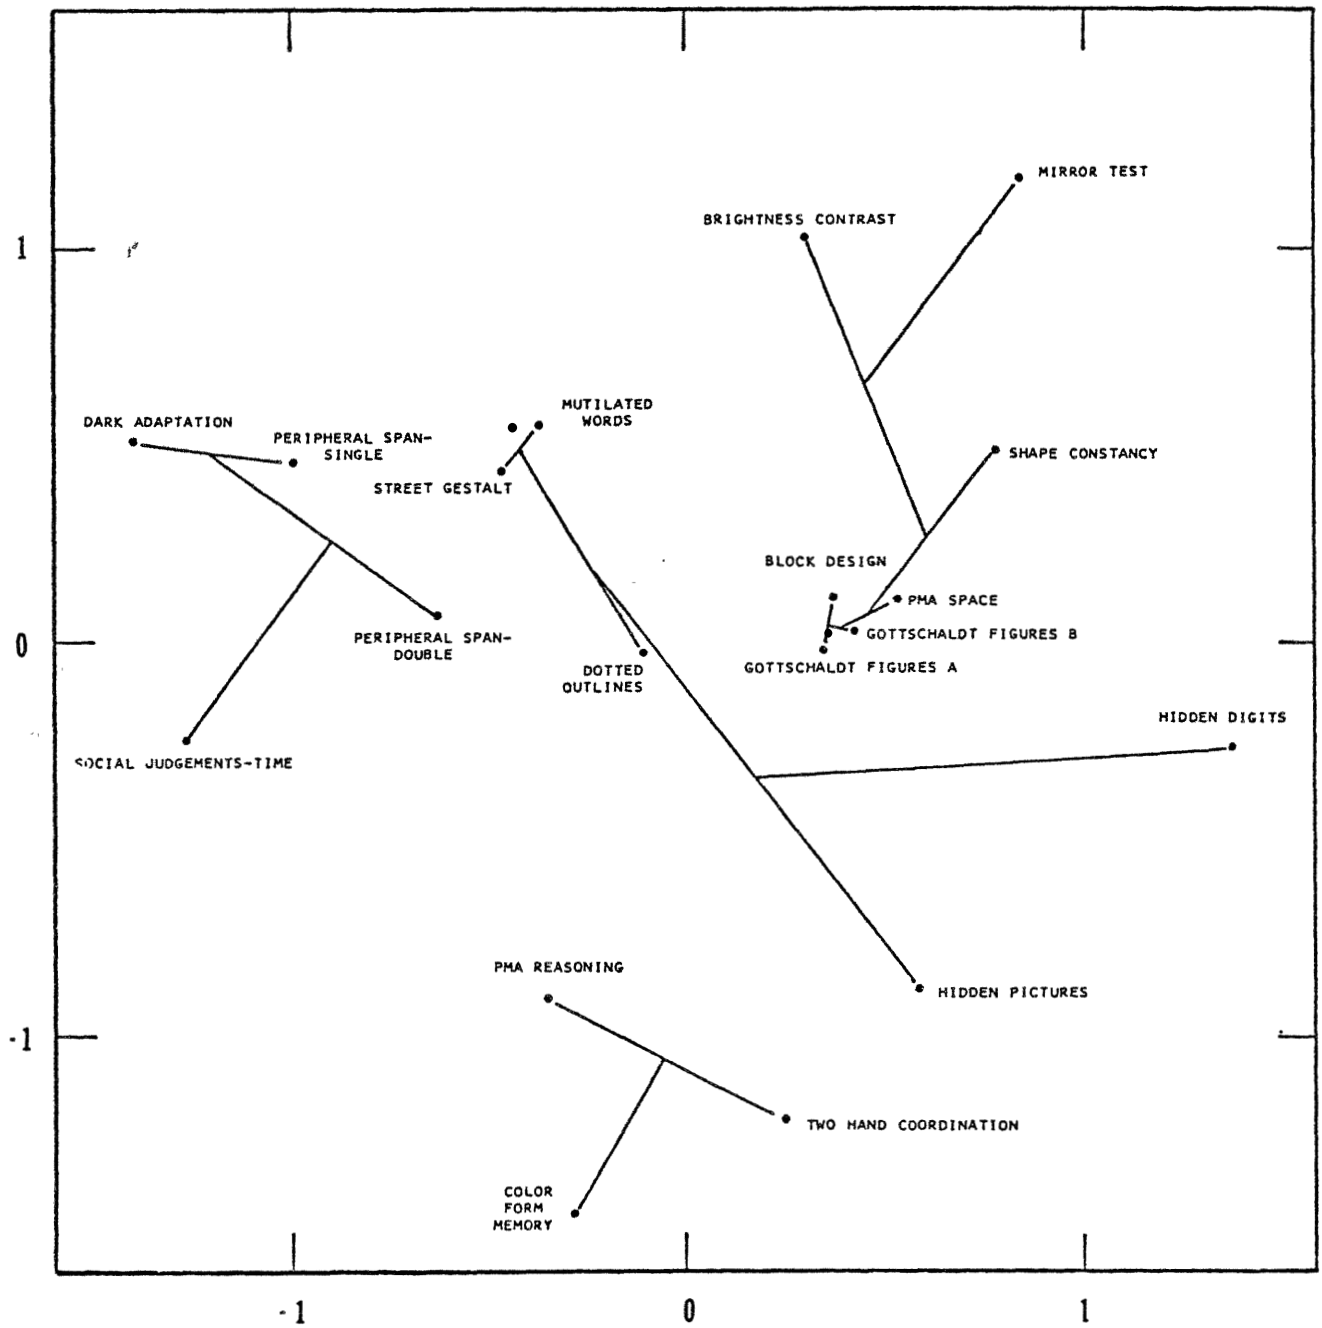 MIRROR TEST
BRIGHTNESS CONTRAST
1
MUTILATED
WORDS
DARK ADAPTATION
PERIPHERAL SPAN-
SINGLE
STREET GESTALT
SHAPE CONSTANCY
BLOCK DESIGN
PMA SPACE
GOTTSCHALDT FIGURES B
GOTTSCHALDT FIGURES A
0
PERIPHERAL SPAN-
DOUBLE
DOTTED
OUTLINES
HIDDEN DIGITS
SOCIAL JUDGEMENTS-TIME
PMA REASONING
HIDDEN PICTURES
-1
TWO HAND COORDINATION
COLOR
FORM
MEMORY
-1
0
1